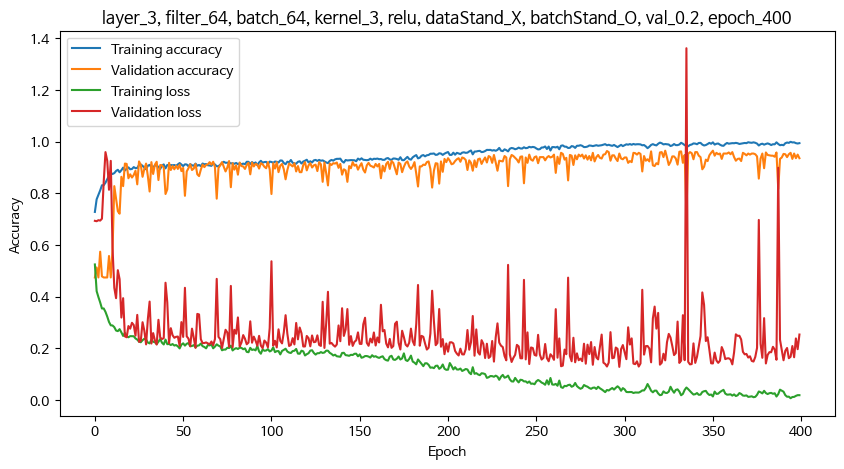 layer_3, filter_64, batch_64, kernel_3, relu, dataStand_X, batchStand_O, val_0.2, epoch_400
Training accuracy
Validation accuracy
Training loss
Validation loss
1.4
1.2
1.0
0.8
0.6
0.4
0.2
0.0
Accuracy
0 50 100 150 200 250 300 350 400
Epoch